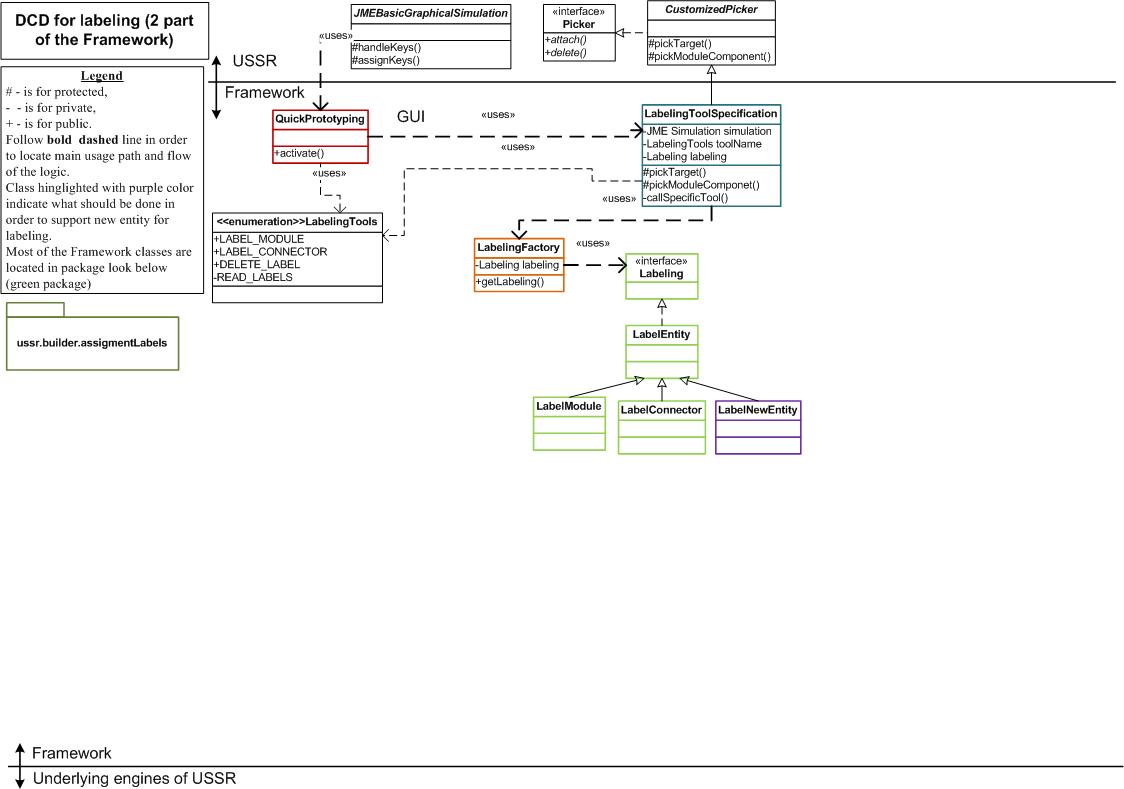 DCD for labeling (2 part
of the Framework)
Legend
# - is for protected,
- - is for private,
+ - is for public.
Follow bold dashed line in order
to locate main usage path and flow
of the logic.
Class hinglighted with purple color
indicate what should be done in
order to support new entity for
labeling.
Most of the Framework classes are
located in package look below
(green package)
ussr.builder.assigmentLabels
USSR
Framework
«uses»
JMEBasicGraphicalSimulation
#handleKeys()
#assignKeys()
«interface»
Picker
+attach()
+delete()
CustomizedPicker
#pickTarget()
#pickModuleComponent()
QuickPrototyping
+activate()
GUI
«uses»
«uses»
«uses»
LabelingToolSpecification
-JME Simulation simulation
-LabelingTools toolName
-Labeling labeling
#pickTarget()
#pickModuleComponet()
-callSpecificTool()
«uses»
<<enumeration>>LabelingTools
+LABEL_MODULE
+LABEL_CONNECTOR
+DELETE_LABEL
-READ_LABELS
LabelingFactory
-Labeling labeling
+getLabeling()
«uses»
«interface»
Labeling
LabelEntity
LabelModule
LabelConnector
LabelNewEntity
Framework
Underlying engines of USSR